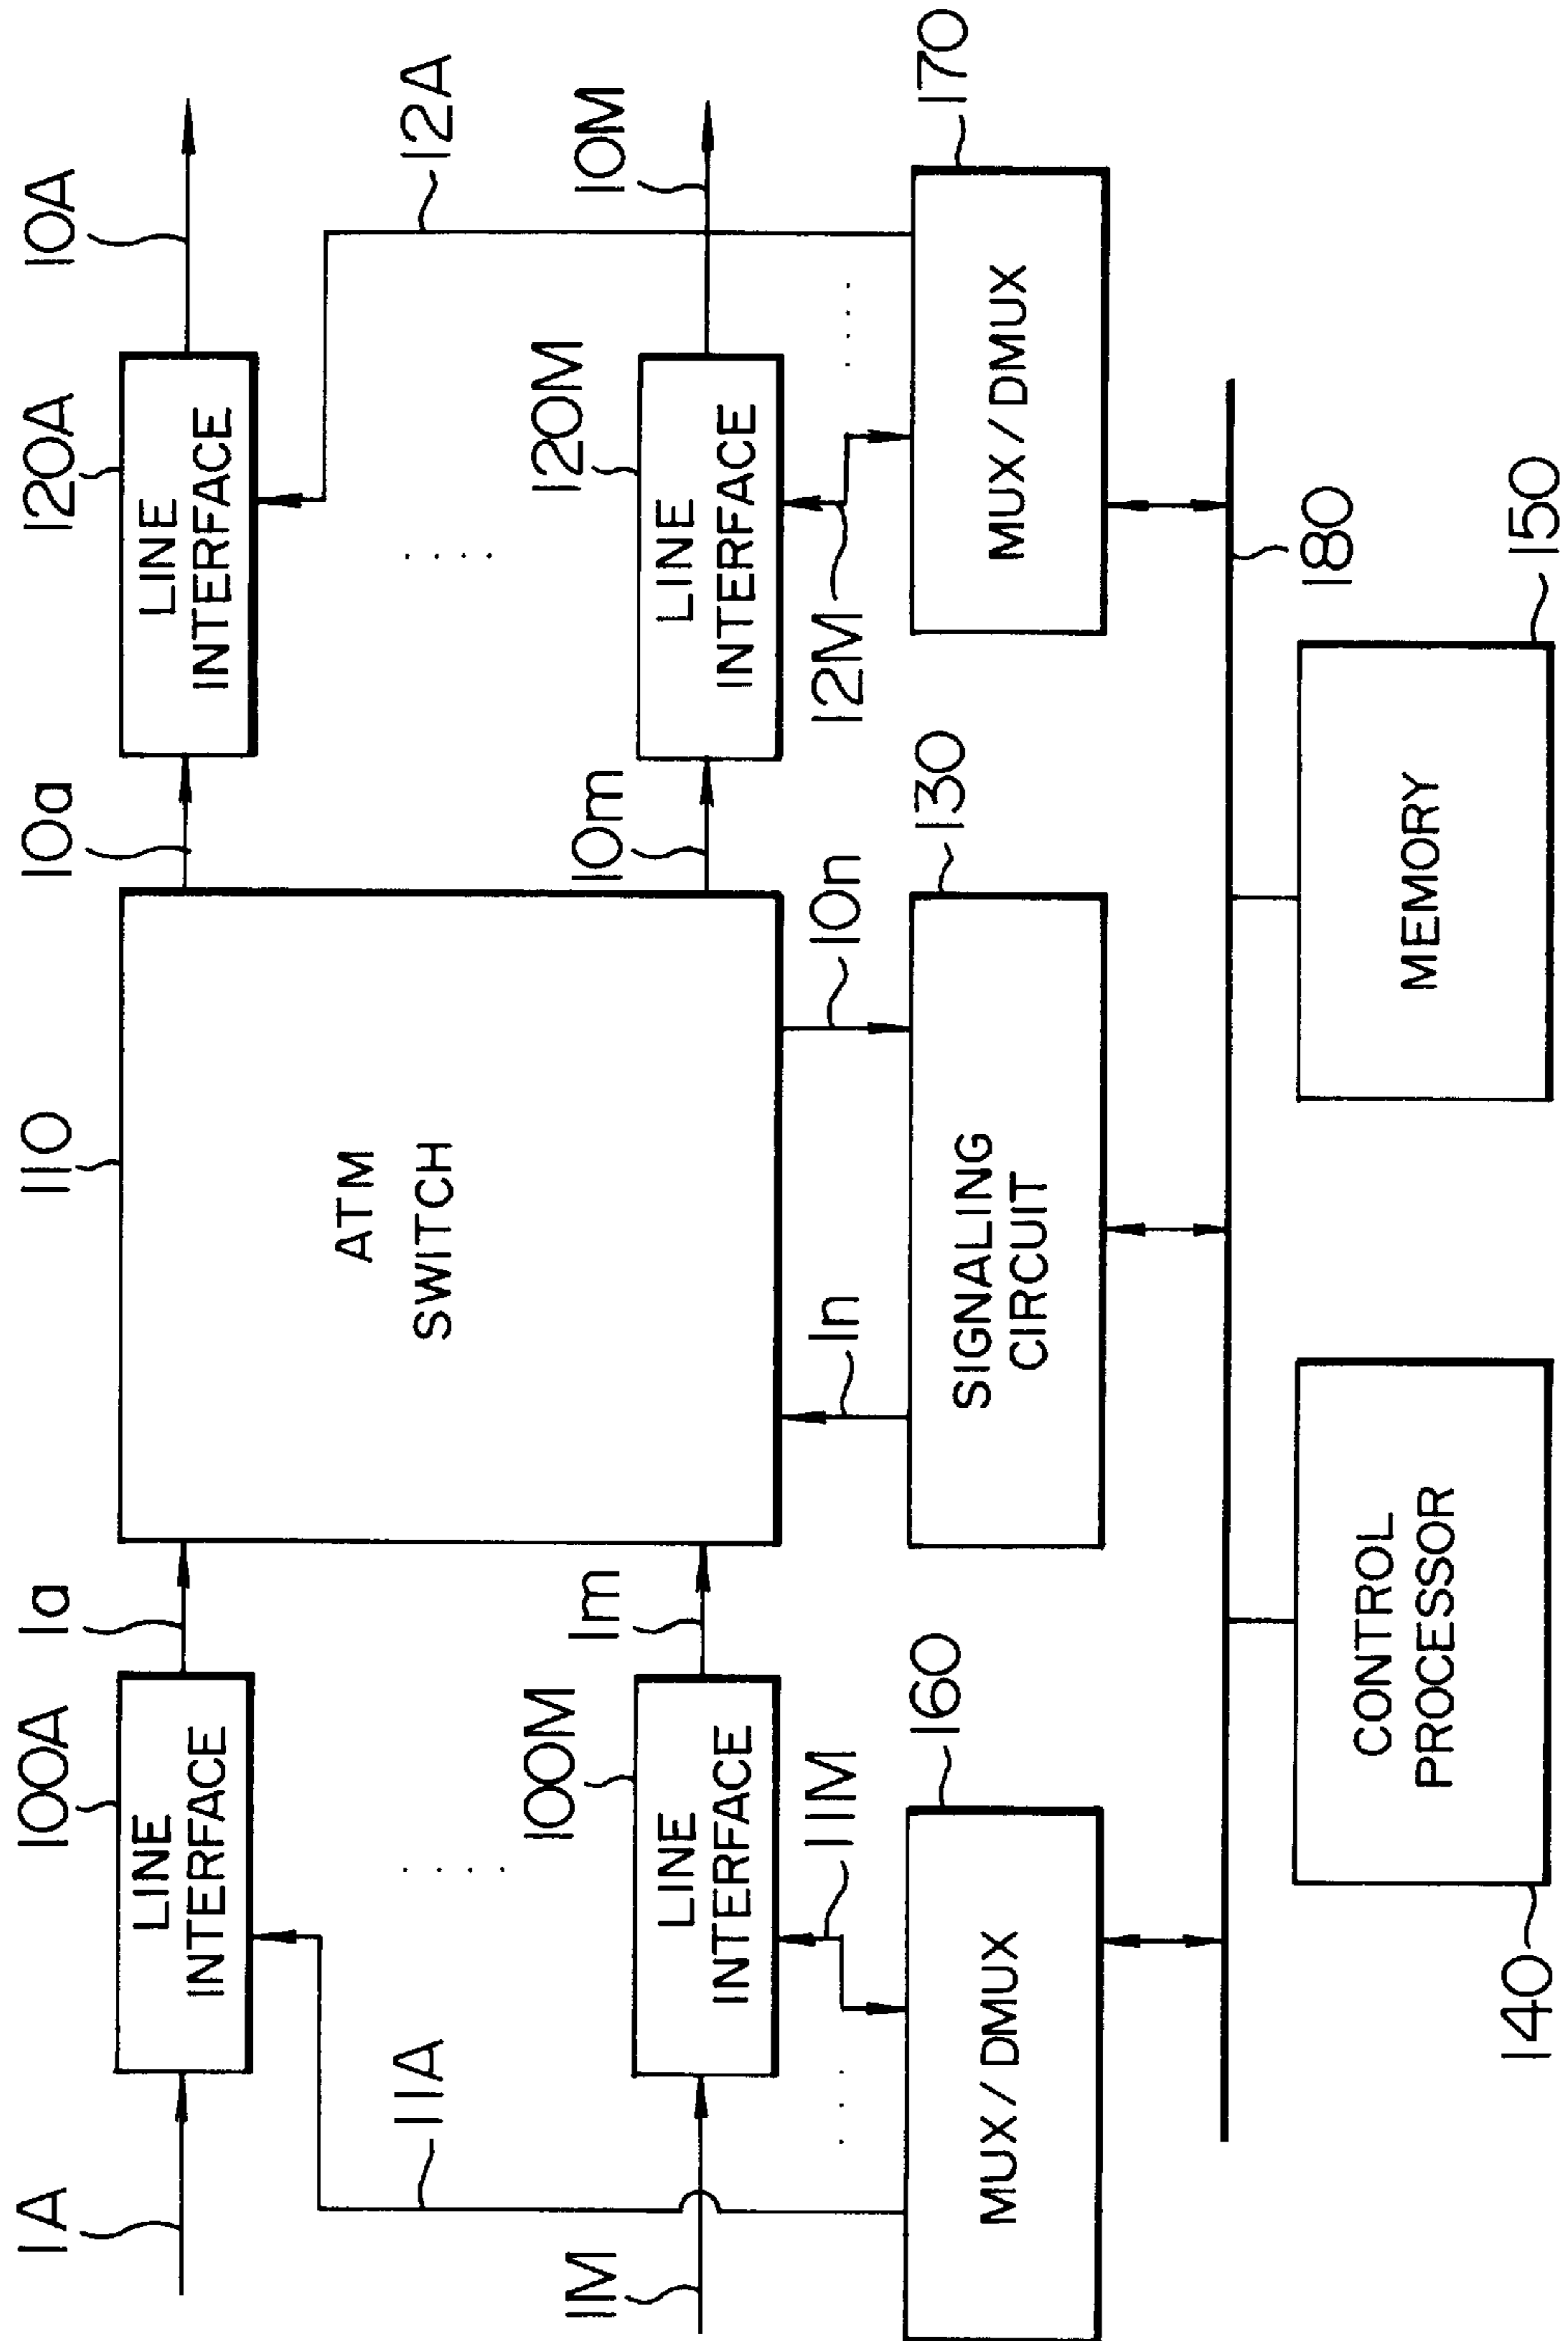 110
1A
100A
1a
10a
120A
10A
LINE
INTERFACE
ATM
SWITCH
LINE
INTERFACE
11A
12A
. . . .
. . . .
1M
100M
1m
10m
120M
10M
LINE
INTERFACE
LINE
INTERFACE
11M
1n
10n
12M
. . .
. . . .
160
130
170
MUX/DMUX
SIGNALING
CIRCUIT
MUX/DMUX
180
140
CONTROL
PROCESSOR
MEMORY
150